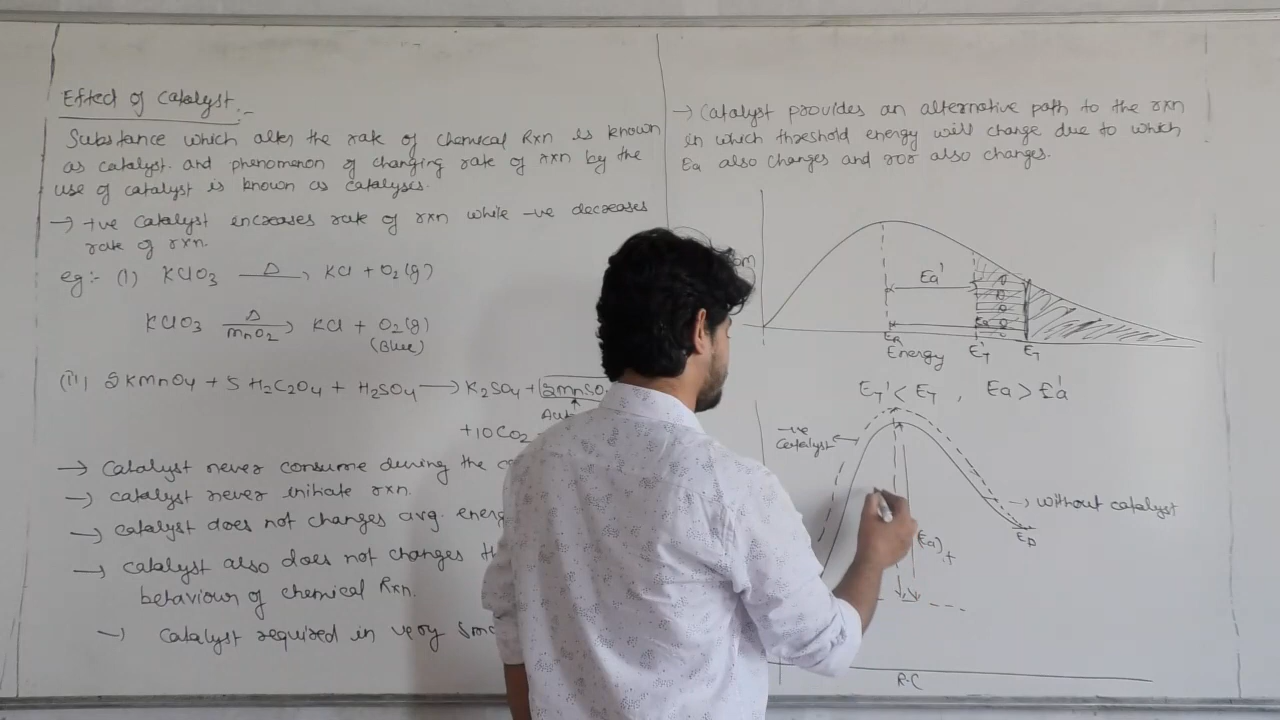 Effect of Catalyst :-
Substance which alter the rate of chemical Rxn is known
as catalyst. and phenomenon of changing rate of rxn by the
use of catalyst is known as catalyses.
→ +ve catalyst encreases rate of rxn while -ve decreases
rate of rxn.
eg:- (i) KClO3 —Δ→ KCl + O2(g)
KClO3 —Δ/MnO2→ KCl + O2(g)
(Blue)
(ii) 2KMnO4 + 5H2C2O4 + H2SO4 → K2SO4 + 2MnSO
Aut
+10CO2
→ Catalyst never consume during the
→ catalyst never initiate rxn.
→ catalyst does not changes avg. energ
→ catalyst also does not changes th
behaviour of chemical Rxn.
→ catalyst required in very sma
→ Catalyst provides an alternative path to the rxn
in which threshold energy will change due to which
Ea also changes and ror also changes.
Ea'
Ea
ER
ET'
ET
Energy
ET' < ET , Ea > Ea'
-ve
catalyst
→ without catalyst
(Ea)f
EP
R.C